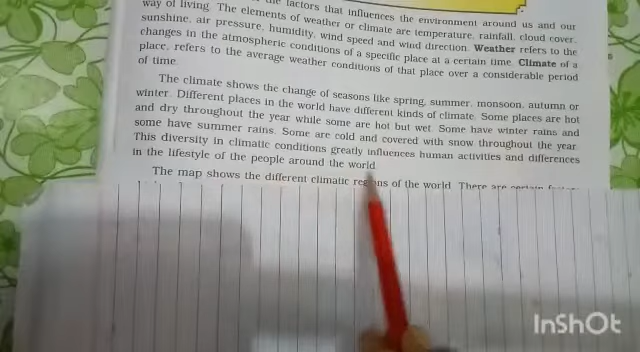 the factors that influences the environment around us and our
way of living. The elements of weather or climate are temperature, rainfall, cloud cover,
sunshine, air pressure, humidity, wind speed and wind direction. Weather refers to the
changes in the atmospheric conditions of a specific place at a certain time. Climate of a
place, refers to the average weather conditions of that place over a considerable period
of time.
The climate shows the change of seasons like spring, summer, monsoon, autumn or
winter. Different places in the world have different kinds of climate. Some places are hot
and dry throughout the year while some are hot but wet. Some have winter rains and
some have summer rains. Some are cold and covered with snow throughout the year.
This diversity in climatic conditions greatly influences human activities and differences
in the lifestyle of the people around the world.
The map shows the different climatic regions of the world. There are certain
InShOt